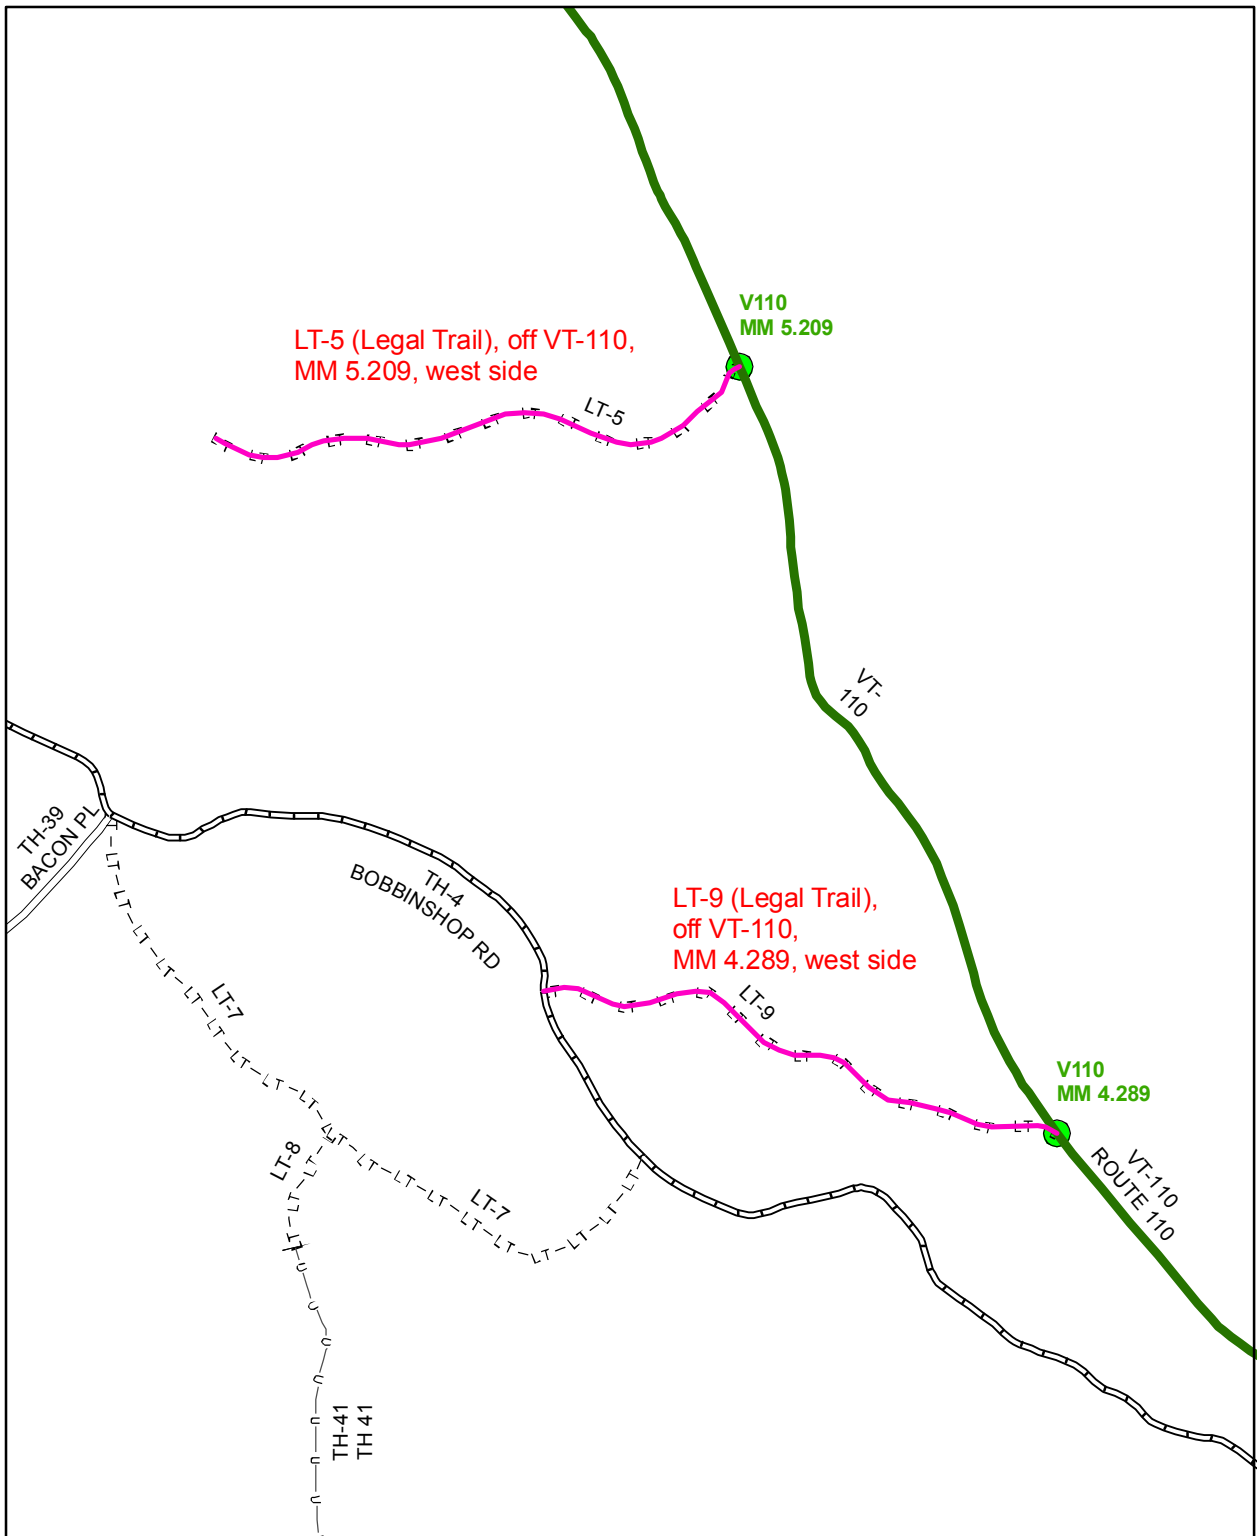 V110
MM 5.209
LT-5 (Legal Trail), off VT-110,
MM 5.209, west side
LT-5
VT-
110
TH-39
BACON PL
TH-4
BOBBINSHOP RD
LT-9 (Legal Trail),
off VT-110,
MM 4.289, west side
LT-9
LT-7
V110
MM 4.289
VT-110
ROUTE 110
LT-8
LT-7
TH-41
TH 41